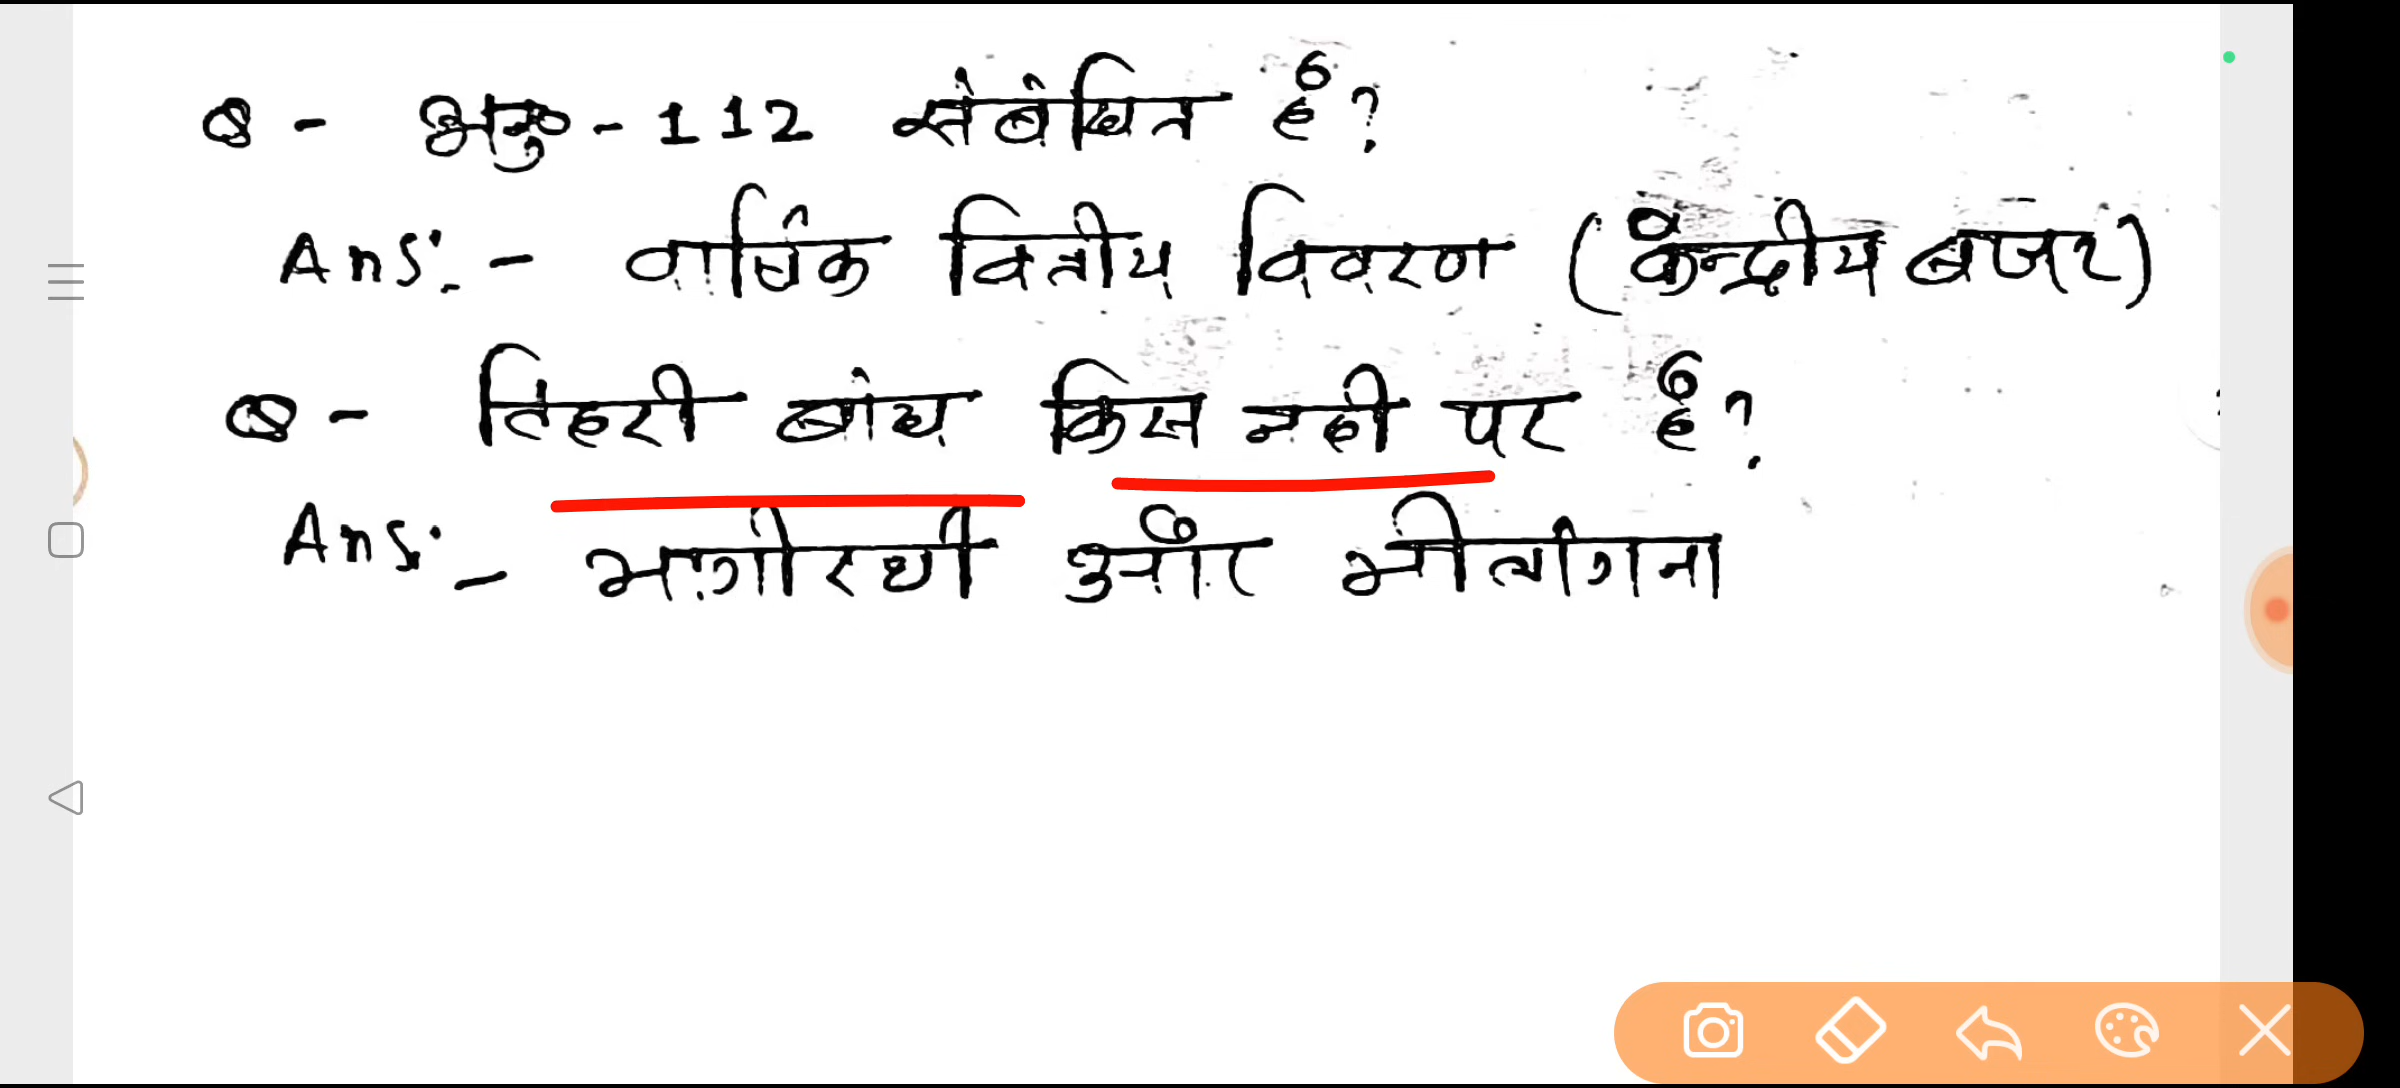 Q - अनु - 112 संबंधित है?
Ans:- वार्षिक वित्तीय विवरण (केन्द्रीय बजट)
Q - टिहरी बांध किस नदी पर है?
Ans:- भागीरथी और भीलांगना